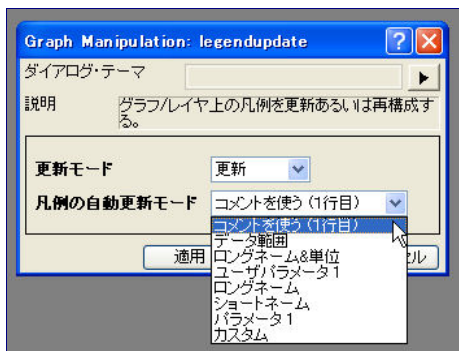 Graph Manipulation: legendupdate
ダイアログ・テーマ
説明 グラフ/レイヤ上の凡例を更新あるいは再構成す
る。
更新モード 更新
凡例の自動更新モード コメントを使う(1行目)
コメントを使う(1行目)
データ範囲
適用
ロングネーム&単位
ユーザパラメータ1
ロングネーム
ショートネーム
パラメータ1
カスタム